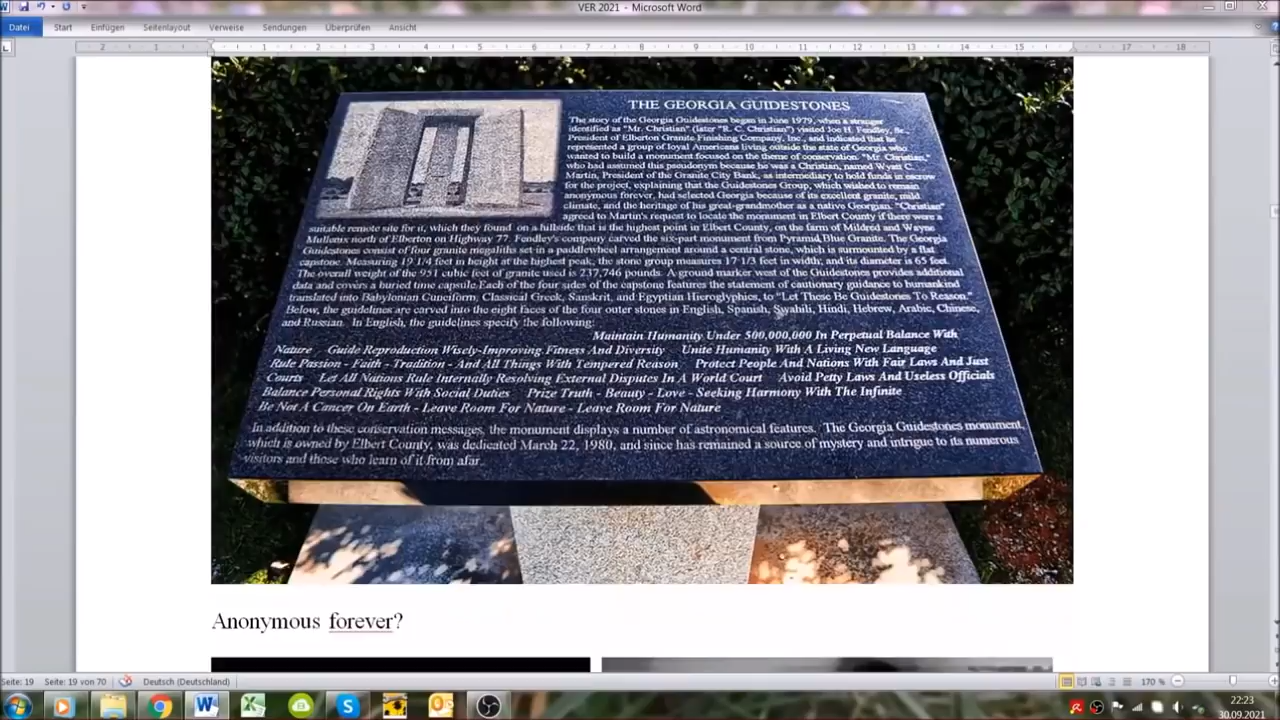 VER 2021 - Microsoft Word
Datei Start Einfügen Seitenlayout Verweise Sendungen Überprüfen Ansicht
2 1 1 2 3 4 5 6 7 8 9 10 11 12 13 14 15 17 18
THE GEORGIA GUIDESTONES
The story of the Georgia Guidestones began in June 1979, when a stranger
identified as "Mr. Christian" (later "R. C. Christian") visited Joe H. Fendley, Sr.,
President of Elberton Granite Finishing Company, Inc., and indicated that he
represented a group of loyal Americans living outside the state of Georgia who
wanted to build a monument focused on the theme of conservation. "Mr. Christian,"
who had assumed this pseudonym because he was a Christian, named Wyatt C.
Martin, President of the Granite City Bank, as intermediary to hold funds in escrow
for the project, explaining that the Guidestones Group, which wished to remain
anonymous forever, had selected Georgia because of its excellent granite, mild
climate, and the heritage of his great-grandmother as a native Georgian. "Christian"
agreed to Martin's request to locate the monument in Elbert County if there were a
suitable remote site for it, which they found on a hillside that is the highest point in Elbert County, on the farm of Mildred and Wayne
Mullenix north of Elberton on Highway 77. Fendley's company carved the six-part monument from Pyramid Blue Granite. The Georgia
Guidestones consist of four granite megaliths set in a paddlewheel arrangement around a central stone, which is surmounted by a flat
capstone. Measuring 19 1/4 feet in height at the highest peak, the stone group measures 17 1/3 feet in width; and its diameter is 65 feet.
The overall weight of the 951 cubic feet of granite used is 237,746 pounds. A ground marker west of the Guidestones provides additional
data and covers a buried time capsule.Each of the four sides of the capstone features the statement of cautionary guidance to humankind
translated into Babylonian Cuneiform, Classical Greek, Sanskrit, and Egyptian Hieroglyphics, to "Let These Be Guidestones To Reason."
Below, the guidelines are carved into the eight faces of the four outer stones in English, Spanish, Swahili, Hindi, Hebrew, Arabic, Chinese,
and Russian. In English, the guidelines specify the following:
Maintain Humanity Under 500,000,000 In Perpetual Balance With
Nature Guide Reproduction Wisely-Improving Fitness And Diversity Unite Humanity With A Living New Language
Rule Passion - Faith - Tradition - And All Things With Tempered Reason Protect People And Nations With Fair Laws And Just
Courts Let All Nations Rule Internally Resolving External Disputes In A World Court Avoid Petty Laws And Useless Officials
Balance Personal Rights With Social Duties Prize Truth - Beauty - Love - Seeking Harmony With The Infinite
Be Not A Cancer On Earth - Leave Room For Nature - Leave Room For Nature
In addition to these conservation messages, the monument displays a number of astronomical features. The Georgia Guidestones monument,
which is owned by Elbert County, was dedicated March 22, 1980, and since has remained a source of mystery and intrigue to its numerous
visitors and those who learn of it from afar.
Anonymous forever?
Seite: 19 Seite: 19 von 70 Deutsch (Deutschland) 170 %
22:23
30.09.2021